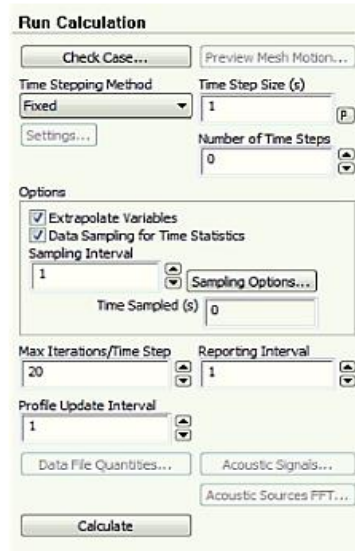 Run Calculation
Check Case...
Preview Mesh Motion...
Time Stepping Method
Time Step Size (s)
Fixed
1
P.
Settings...
Number of Time Steps
0
Options
Extrapolate Variables
Data Sampling for Time Statistics
Sampling Interval
1
Sampling Options...
Time Sampled (s)
0
Max Iterations/Time Step
Reporting Interval
20
1
Profile Update Interval
1
Data File Quantities...
Acoustic Signals...
Acoustic Sources FFT...
Calculate